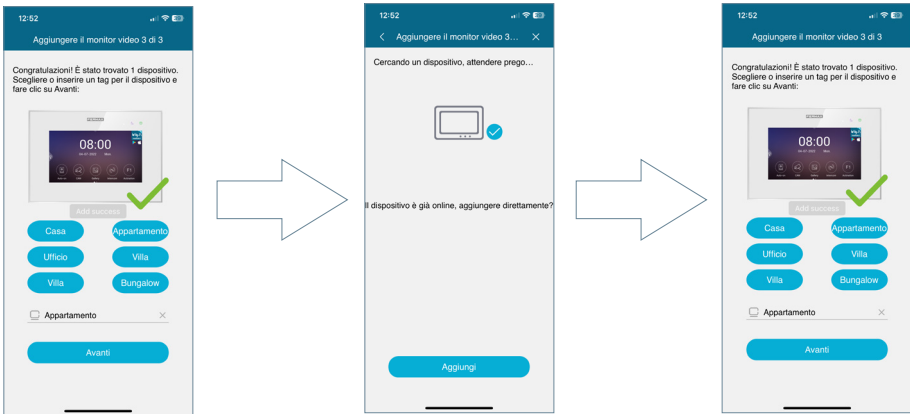 12:52
Aggiungere il monitor video 3 di 3
Congratulazioni! È stato trovato 1 dispositivo.
Scegliere o inserire un tag per il dispositivo e
fare clic su Avanti:
08:00
Add success
Casa
Appartamento
Ufficio
Villa
Villa
Bungalow
Appartamento
Avanti
12:52
Aggiungere il monitor video 3…
Cercando un dispositivo, attendere prego…
Il dispositivo è già online, aggiungere direttamente?
Aggiungi
12:52
Aggiungere il monitor video 3 di 3
Congratulazioni! È stato trovato 1 dispositivo.
Scegliere o inserire un tag per il dispositivo e
fare clic su Avanti:
08:00
Add success
Casa
Appartamento
Ufficio
Villa
Villa
Bungalow
Appartamento
Avanti